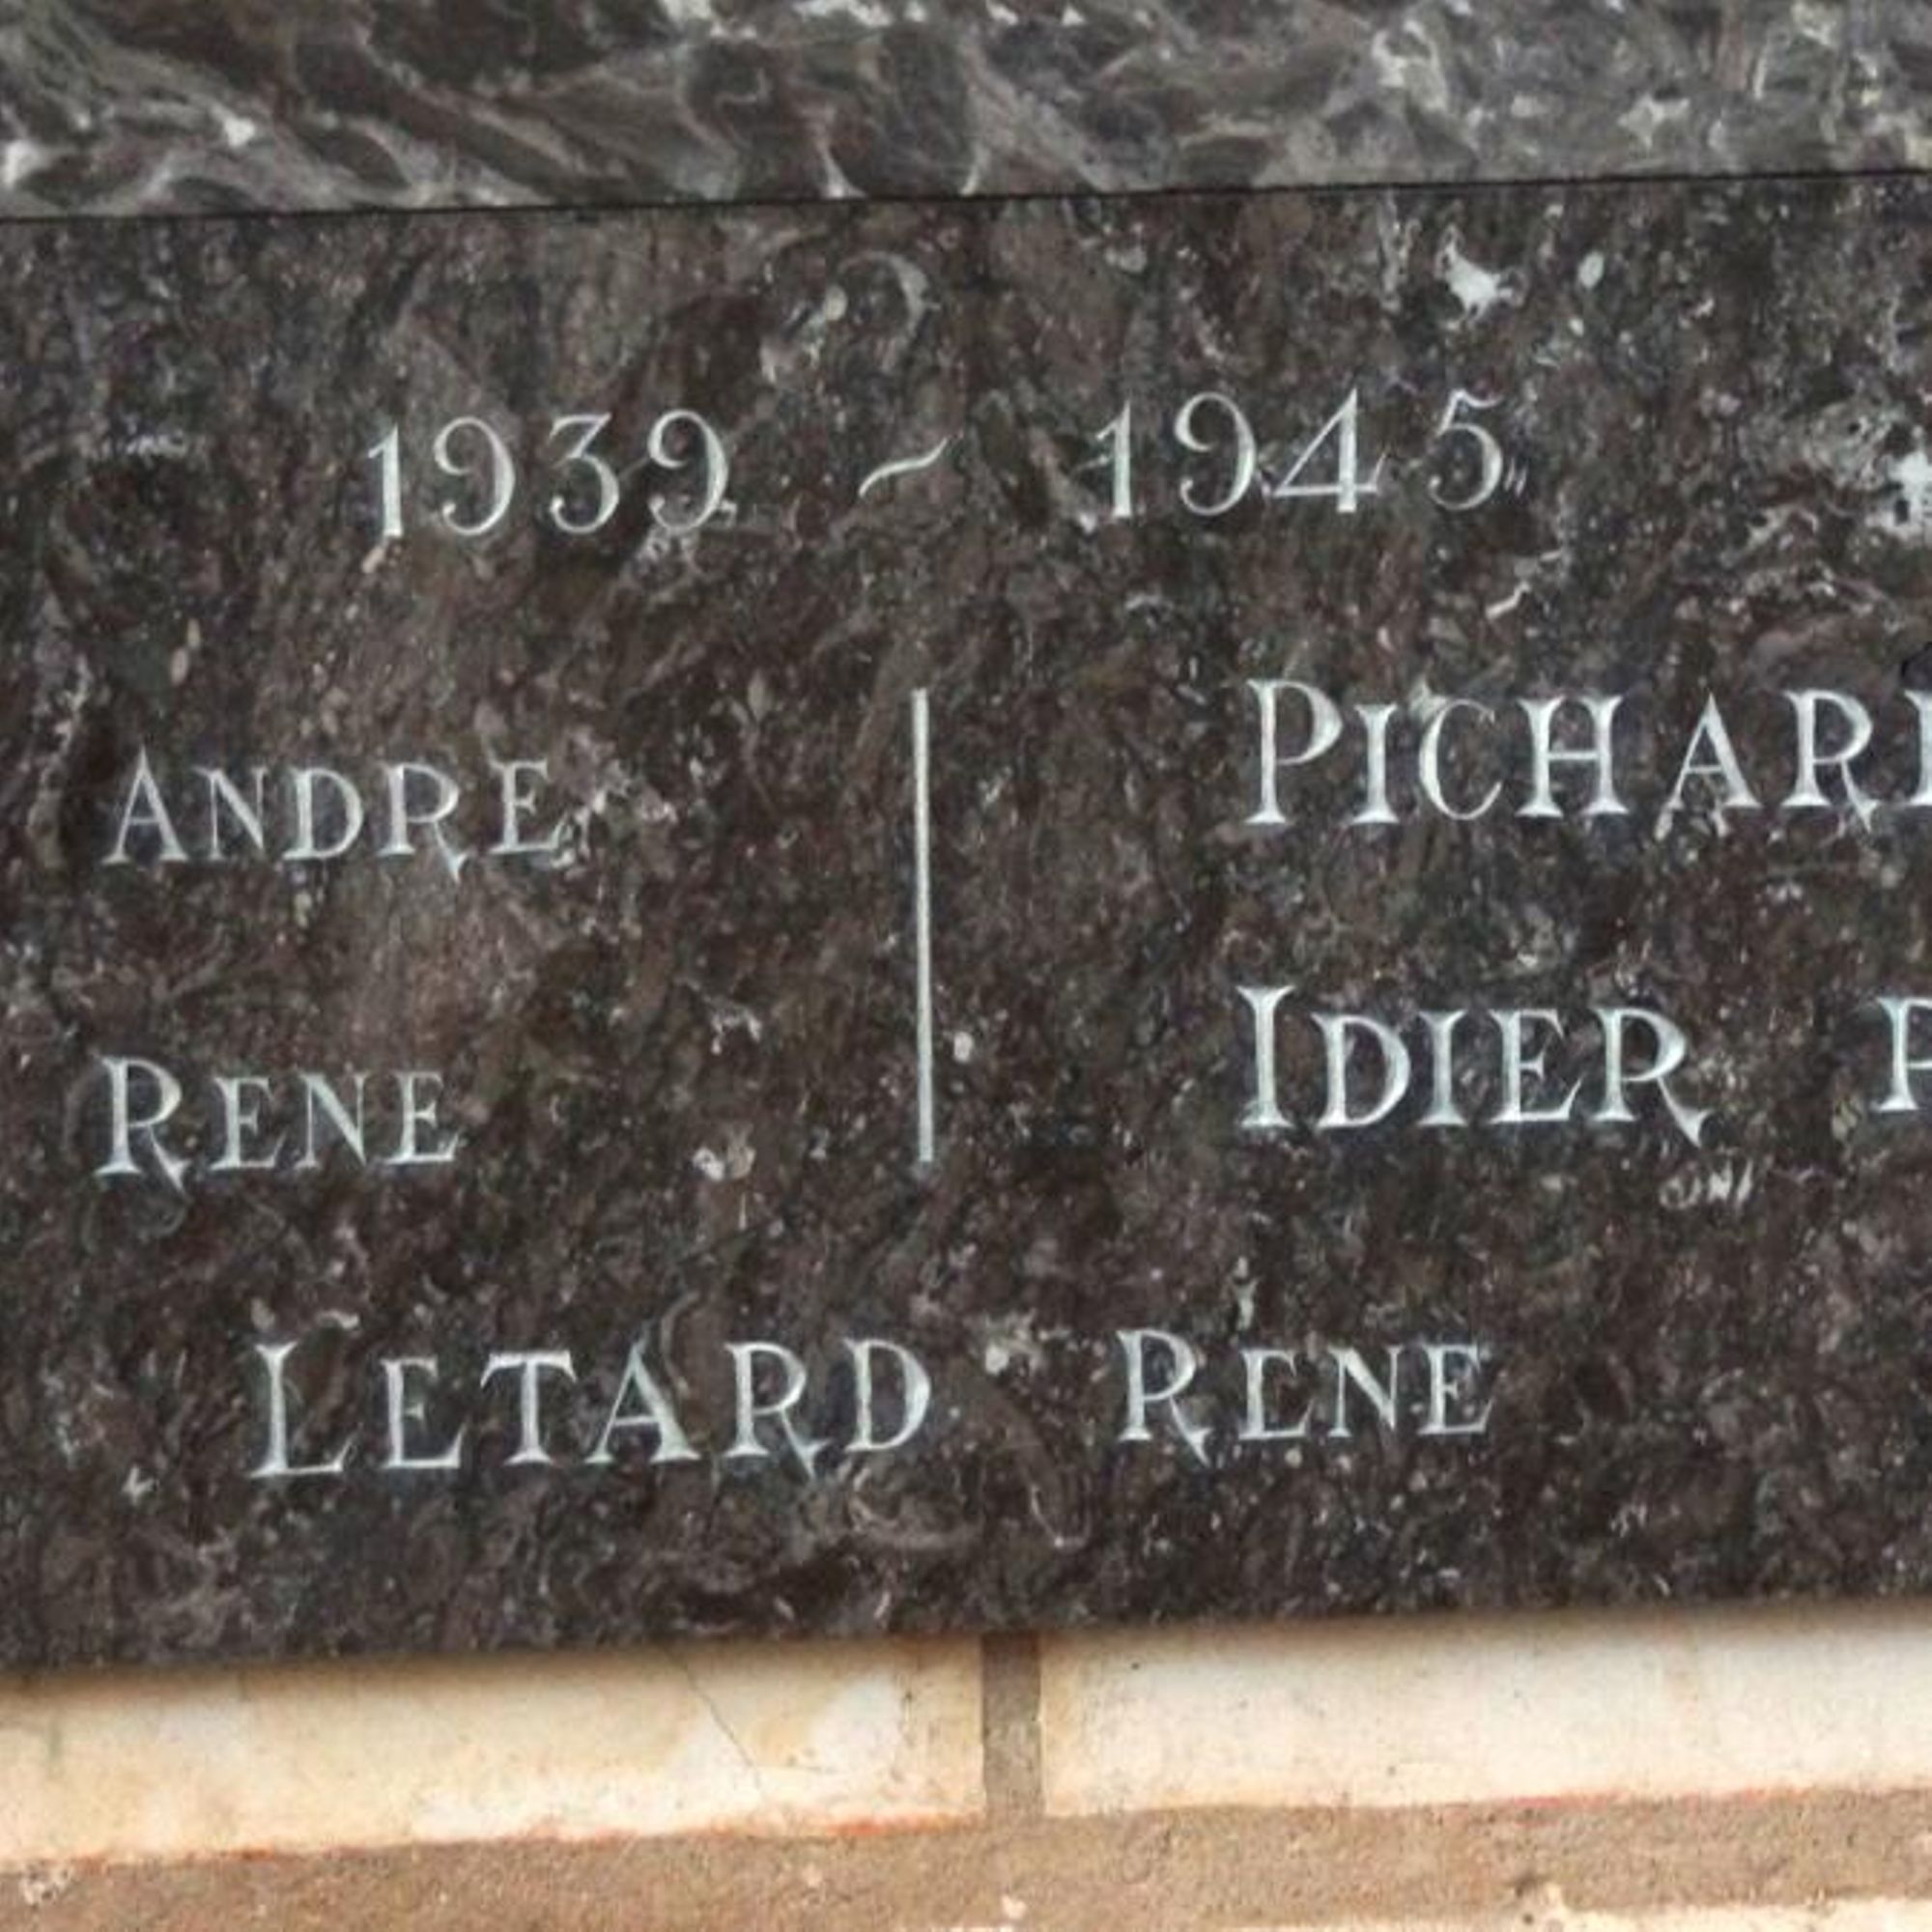 1939 ~ 1945
ANDRE
PICHAR
RENE
IDIER
LETARD RENE